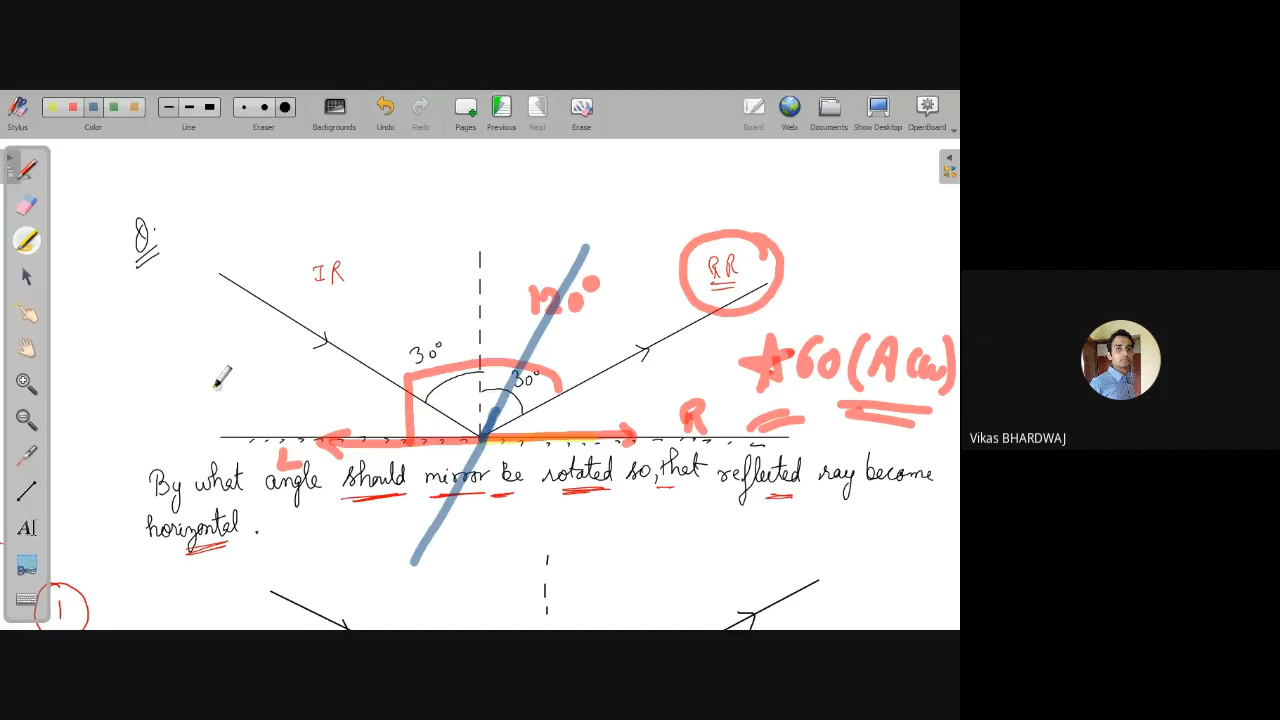 Stylus
Color
Line
Eraser
Backgrounds
Undo
Redo
Pages
Previous
Next
Erase
Board
Web
Documents
Show Desktop
OpenBoard
Q.
IR
RR
120°
30°
30°
60 (Acw)
L
R
By what angle should mirror be rotated so, that reflected ray become
horizontal .
1
Vikas BHARDWAJ